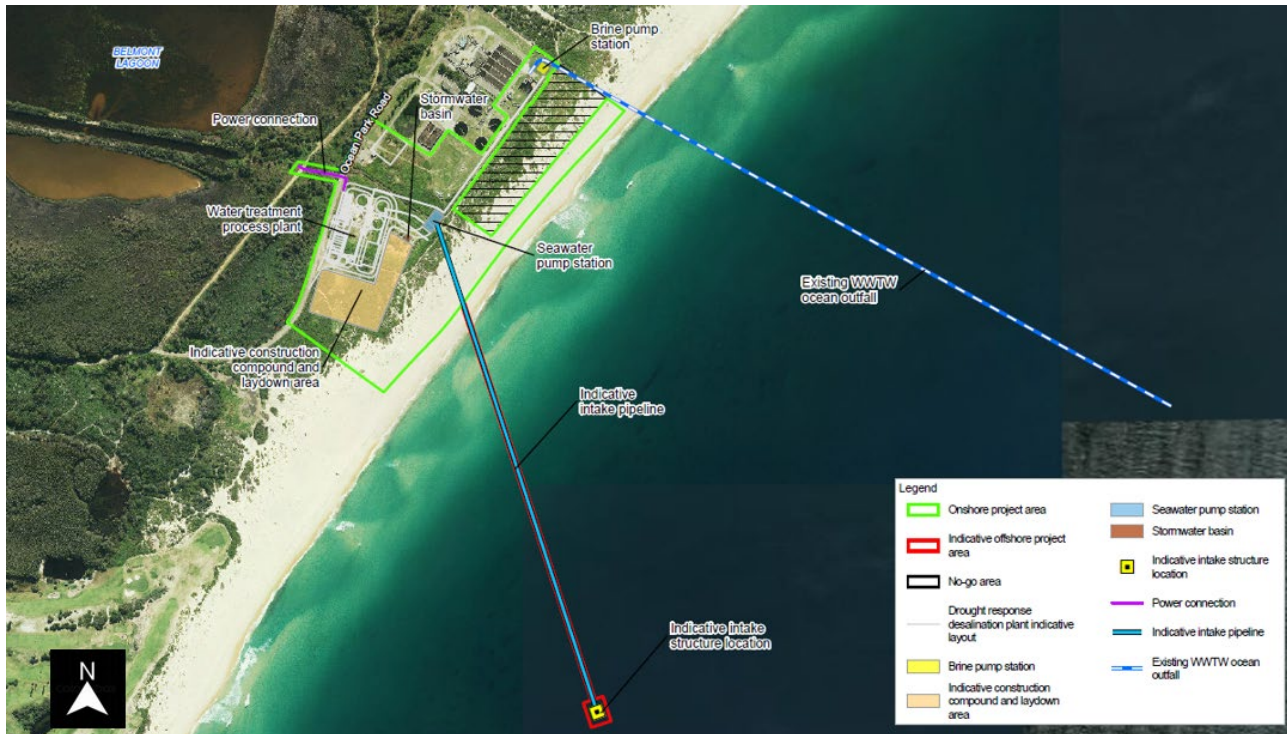 BELMONT
LAGOON
Brine pump
station
Stormwater
basin
Power connection
Ocean Park Road
Water treatment
process plant
Seawater
pump station
Existing WWTW
ocean outfall
Indicative construction
compound and
laydown area
Indicative
intake pipeline
Indicative intake
structure location
N
Legend
Onshore project area
Indicative offshore project
area
No-go area
Drought response
desalination plant indicative
layout
Brine pump station
Indicative construction
compound and laydown
area
Seawater pump station
Stormwater basin
Indicative intake structure
location
Power connection
Indicative intake pipeline
Existing WWTW ocean
outfall